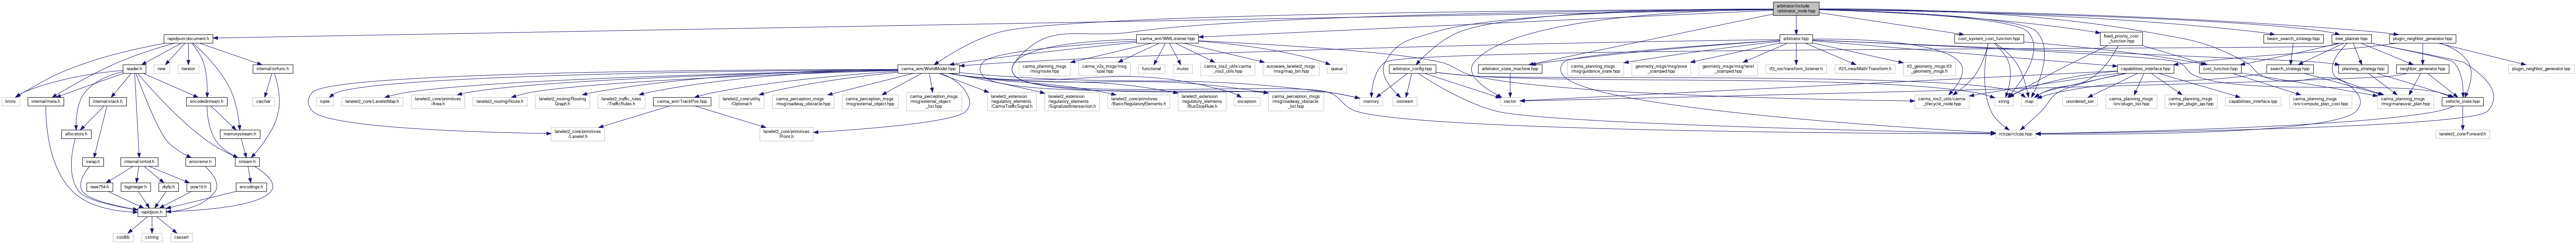 arbitrator/include
/arbitrator_node.hpp
rapidjson/document.h
carma_wm/WMListener.hpp
arbitrator.hpp
cost_system_cost_function.hpp
fixed_priority_cost
_function.hpp
beam_search_strategy.hpp
tree_planner.hpp
plugin_neighbor_generator.hpp
reader.h
new
iterator
internal/strfunc.h
carma_wm/WorldModel.hpp
carma_planning_msgs
/msg/route.hpp
carma_v2x_msgs/msg
/spat.hpp
functional
mutex
carma_ros2_utils/carma
_ros2_utils.hpp
autoware_lanelet2_msgs
/msg/map_bin.hpp
queue
arbitrator_config.hpp
arbitrator_state_machine.hpp
carma_planning_msgs
/msg/guidance_state.hpp
geometry_msgs/msg/pose
_stamped.hpp
geometry_msgs/msg/twist
_stamped.hpp
tf2_ros/transform_listener.h
tf2/LinearMath/Transform.h
tf2_geometry_msgs/tf2
_geometry_msgs.h
capabilities_interface.hpp
cost_function.hpp
search_strategy.hpp
planning_strategy.hpp
neighbor_generator.hpp
plugin_neighbor_generator.tpp
limits
internal/meta.h
internal/stack.h
encodedstream.h
cwchar
tuple
lanelet2_core/LaneletMap.h
lanelet2_core/primitives
/Area.h
lanelet2_routing/Route.h
lanelet2_routing/Routing
Graph.h
lanelet2_traffic_rules
/TrafficRules.h
carma_wm/TrackPos.hpp
lanelet2_core/utility
/Optional.h
carma_perception_msgs
/msg/roadway_obstacle.hpp
carma_perception_msgs
/msg/external_object.hpp
carma_perception_msgs
/msg/external_object
_list.hpp
lanelet2_extension
/regulatory_elements
/CarmaTrafficSignal.h
lanelet2_extension
/regulatory_elements
/SignalizedIntersection.h
lanelet2_core/primitives
/BasicRegulatoryElements.h
lanelet2_extension
/regulatory_elements
/BusStopRule.h
exception
carma_perception_msgs
/msg/roadway_obstacle
_list.hpp
memory
iostream
vector
carma_ros2_utils/carma
_lifecycle_node.hpp
string
map
unordered_set
carma_planning_msgs
/srv/plugin_list.hpp
carma_planning_msgs
/srv/get_plugin_api.hpp
capabilities_interface.tpp
carma_planning_msgs
/srv/compute_plan_cost.hpp
carma_planning_msgs
/msg/maneuver_plan.hpp
vehicle_state.hpp
allocators.h
memorystream.h
lanelet2_core/primitives
/Lanelet.h
lanelet2_core/primitives
/Point.h
rclcpp/rclcpp.hpp
lanelet2_core/Forward.h
swap.h
internal/strtod.h
error/error.h
stream.h
ieee754.h
biginteger.h
diyfp.h
pow10.h
encodings.h
rapidjson.h
cstdlib
cstring
cassert